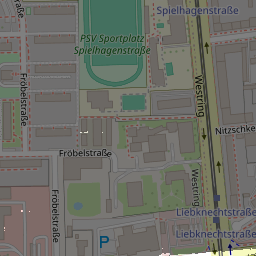 Spielhagenstraße
PSV Sportplatz
Spielhagenstraße
Westring
Fröbelstraße
Nitzschke
Fröbelstraße
Fröbelstraße
Westring
Liebknechtstraße
Liebknechtstraße
P